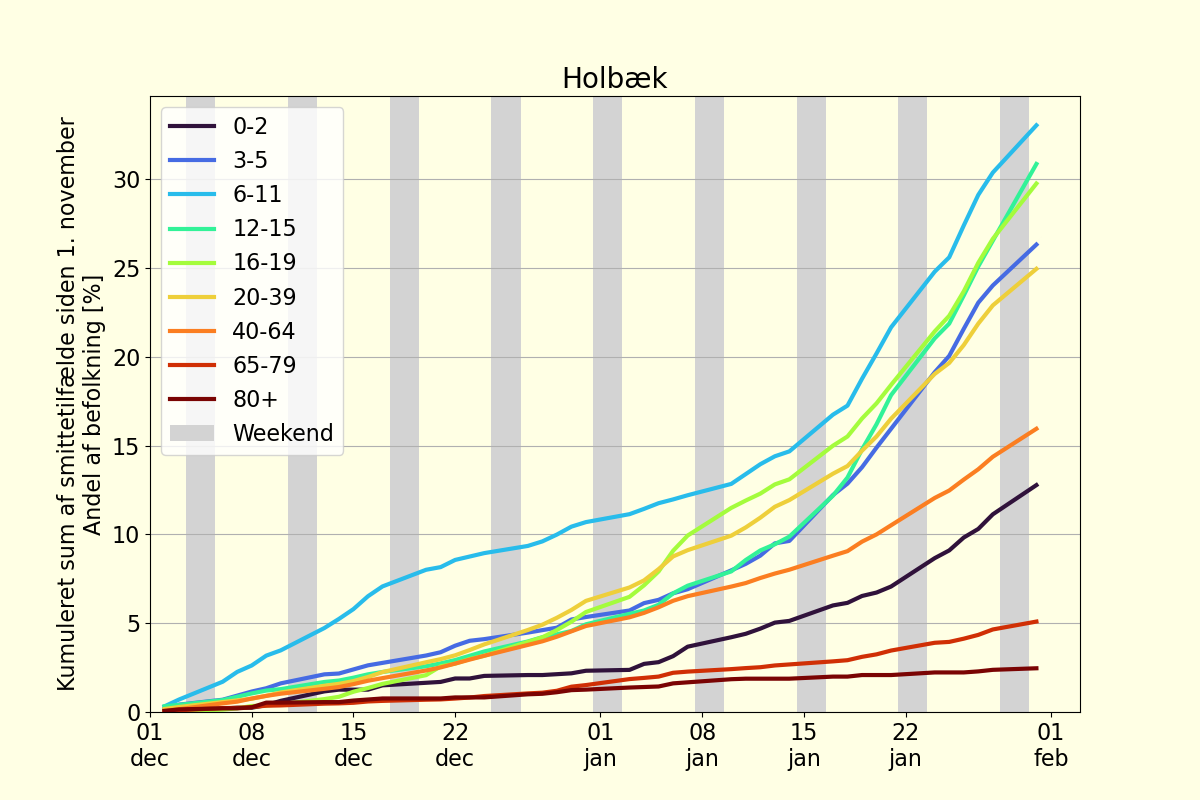 Holbæk
Kumuleret sum af smittetilfælde siden 1. november
Andel af befolkning [%]
30
25
20
15
10
5
0
0-2
3-5
6-11
12-15
16-19
20-39
40-64
65-79
80+
Weekend
01 08 15 22 01 08 15 22 01
dec dec dec dec jan jan jan jan feb